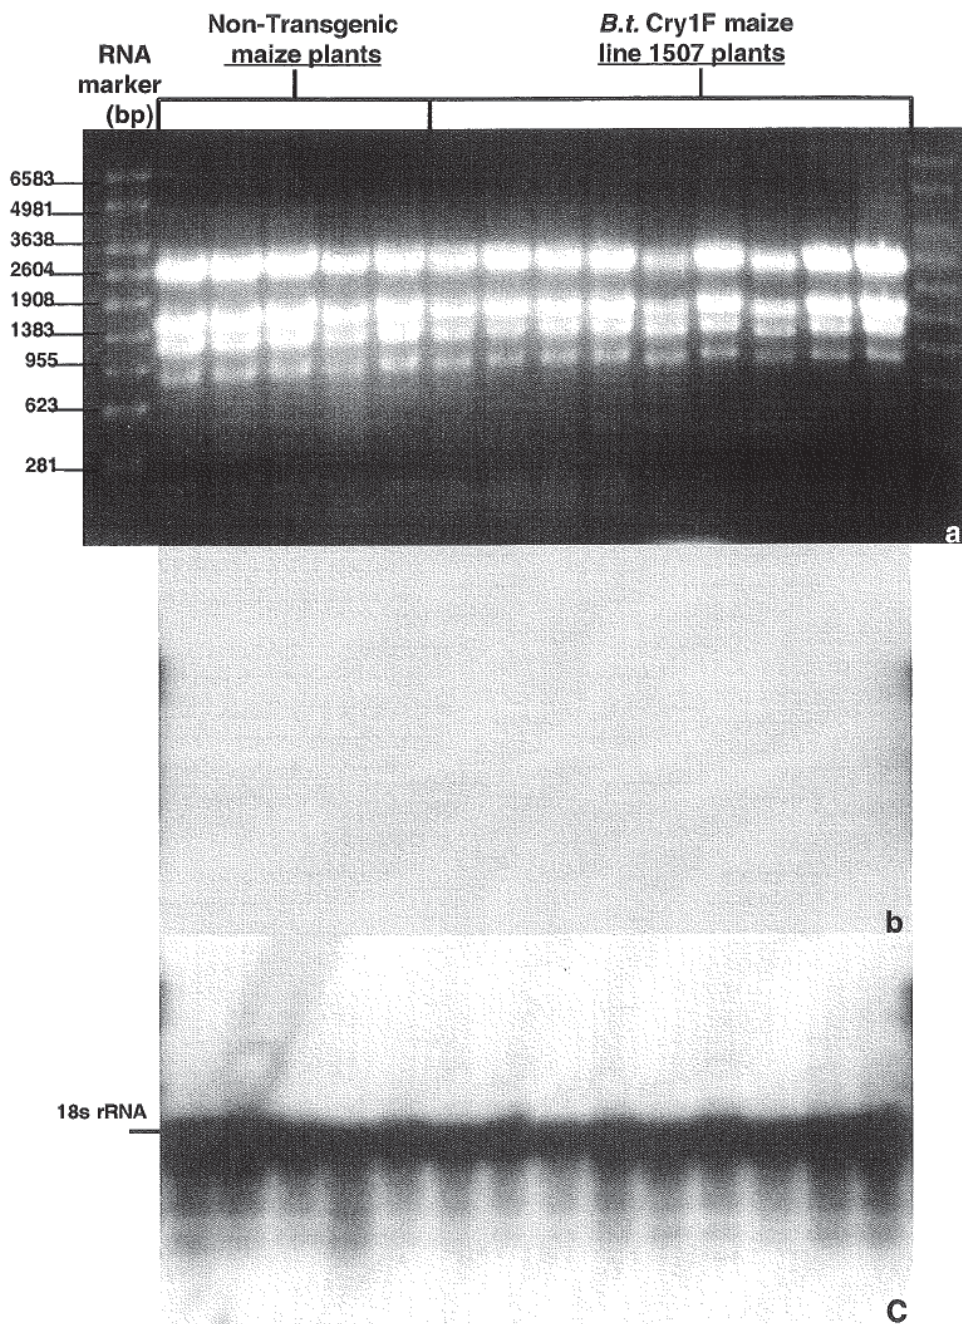 Non-Transgenic
maize plants
B.t. Cry1F maize
line 1507 plants
RNA
marker
(bp)
6583
4981
3638
2604
1908
1383
955
623
281
a
b
18s rRNA
C